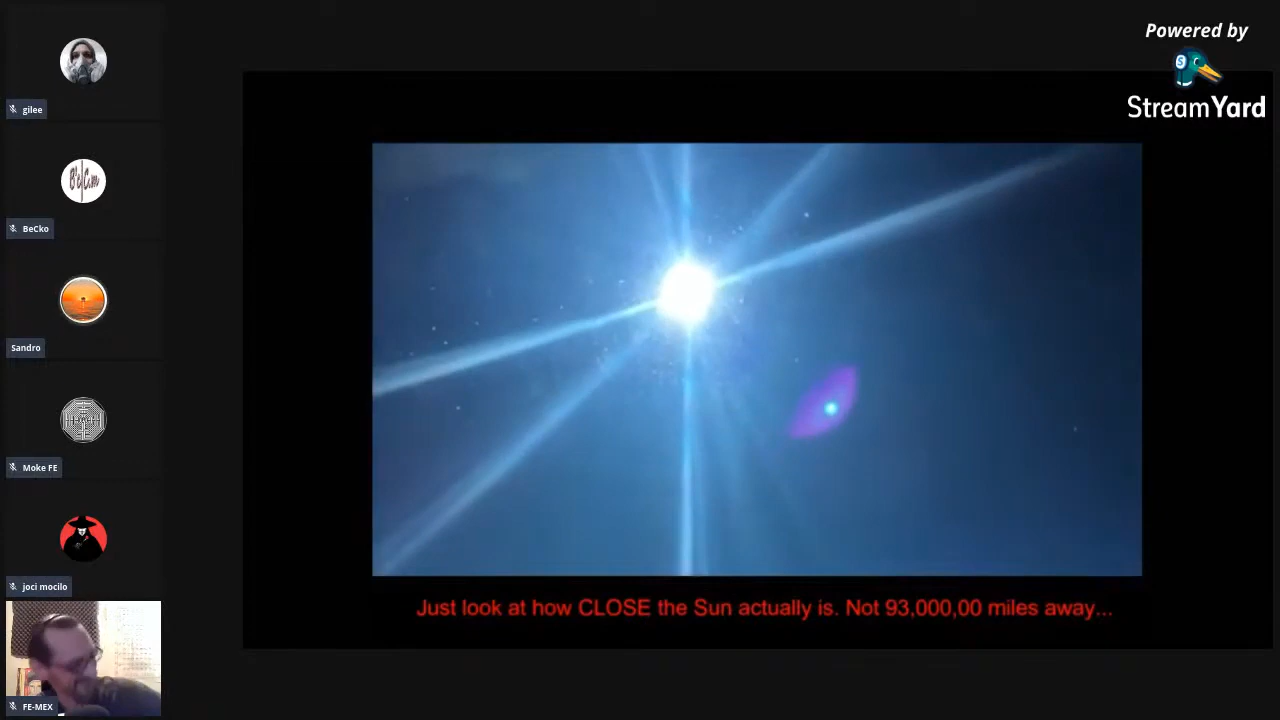 Powered by
StreamYard
gilee
BeCko
Sandro
Moke FE
joci mocilo
FE-MEX
Just look at how CLOSE the Sun actually is. Not 93,000,00 miles away...